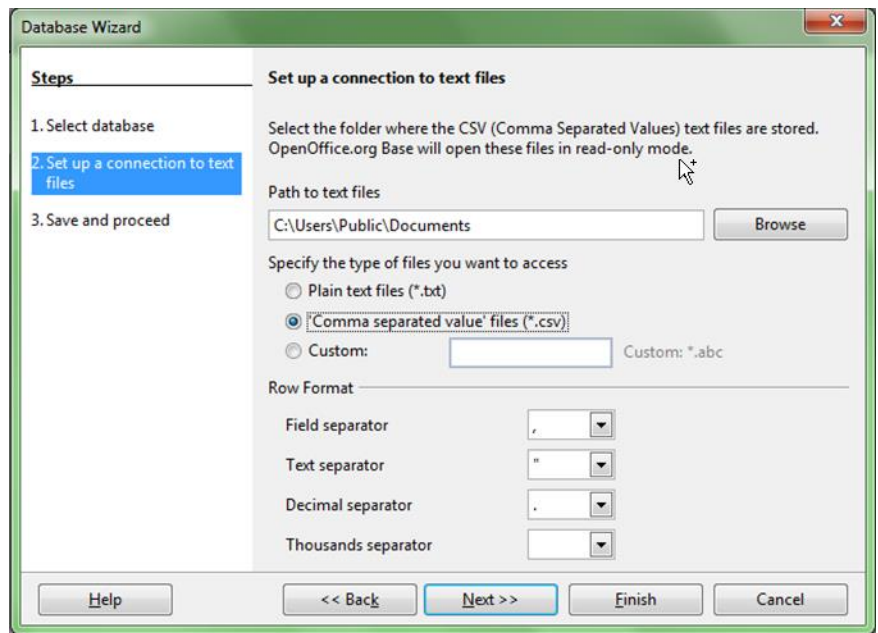 Database Wizard
Steps
1. Select database
2. Set up a connection to text
files
3. Save and proceed
Set up a connection to text files
Select the folder where the CSV (Comma Separated Values) text files are stored.
OpenOffice.org Base will open these files in read-only mode.
Path to text files
C:\Users\Public\Documents
Browse
Specify the type of files you want to access
Plain text files (*.txt)
'Comma separated value' files (*.csv)
Custom:
Custom: *.abc
Row Format
Field separator
,
Text separator
"
Decimal separator
.
Thousands separator
Help
<< Back
Next >>
Finish
Cancel